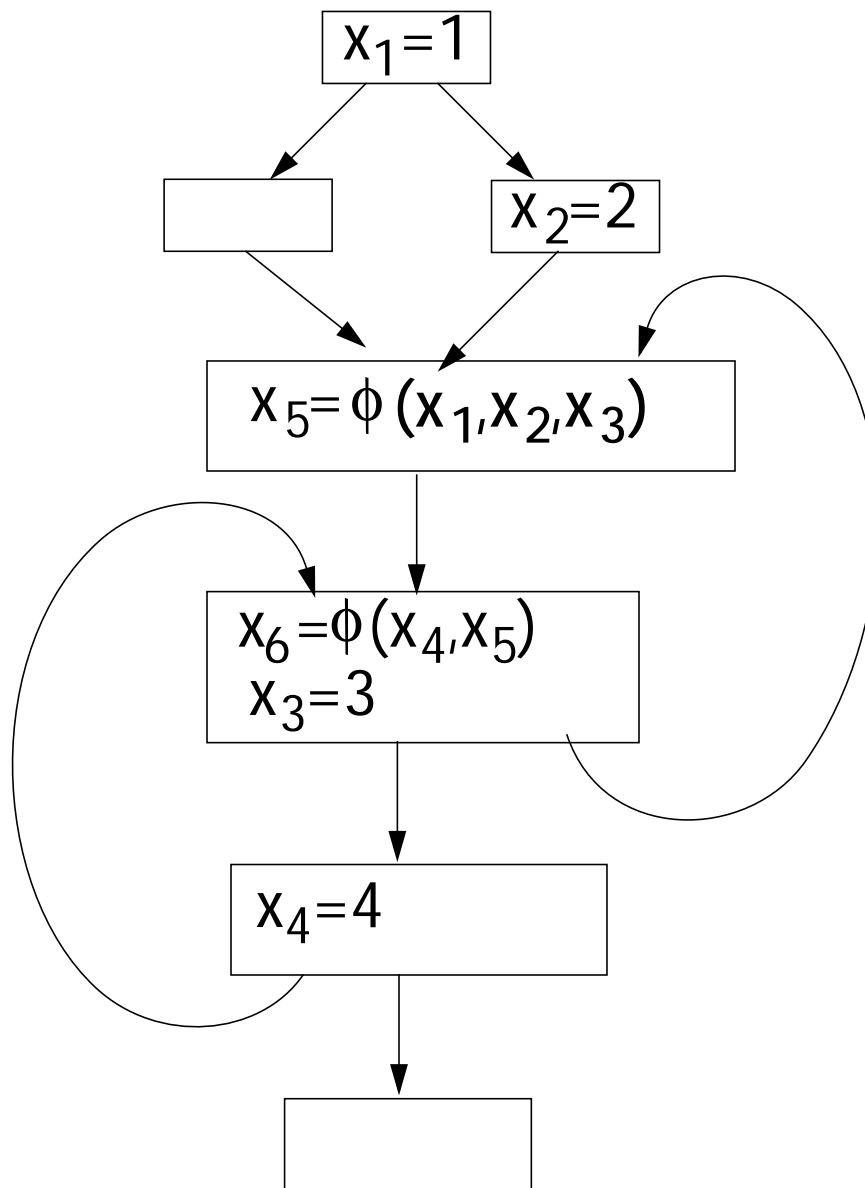 x₁=1
x₂=2
x₅=ϕ(x₁,x₂,x₃)
x₆=ϕ(x₄,x₅)
x₃=3
x₄=4